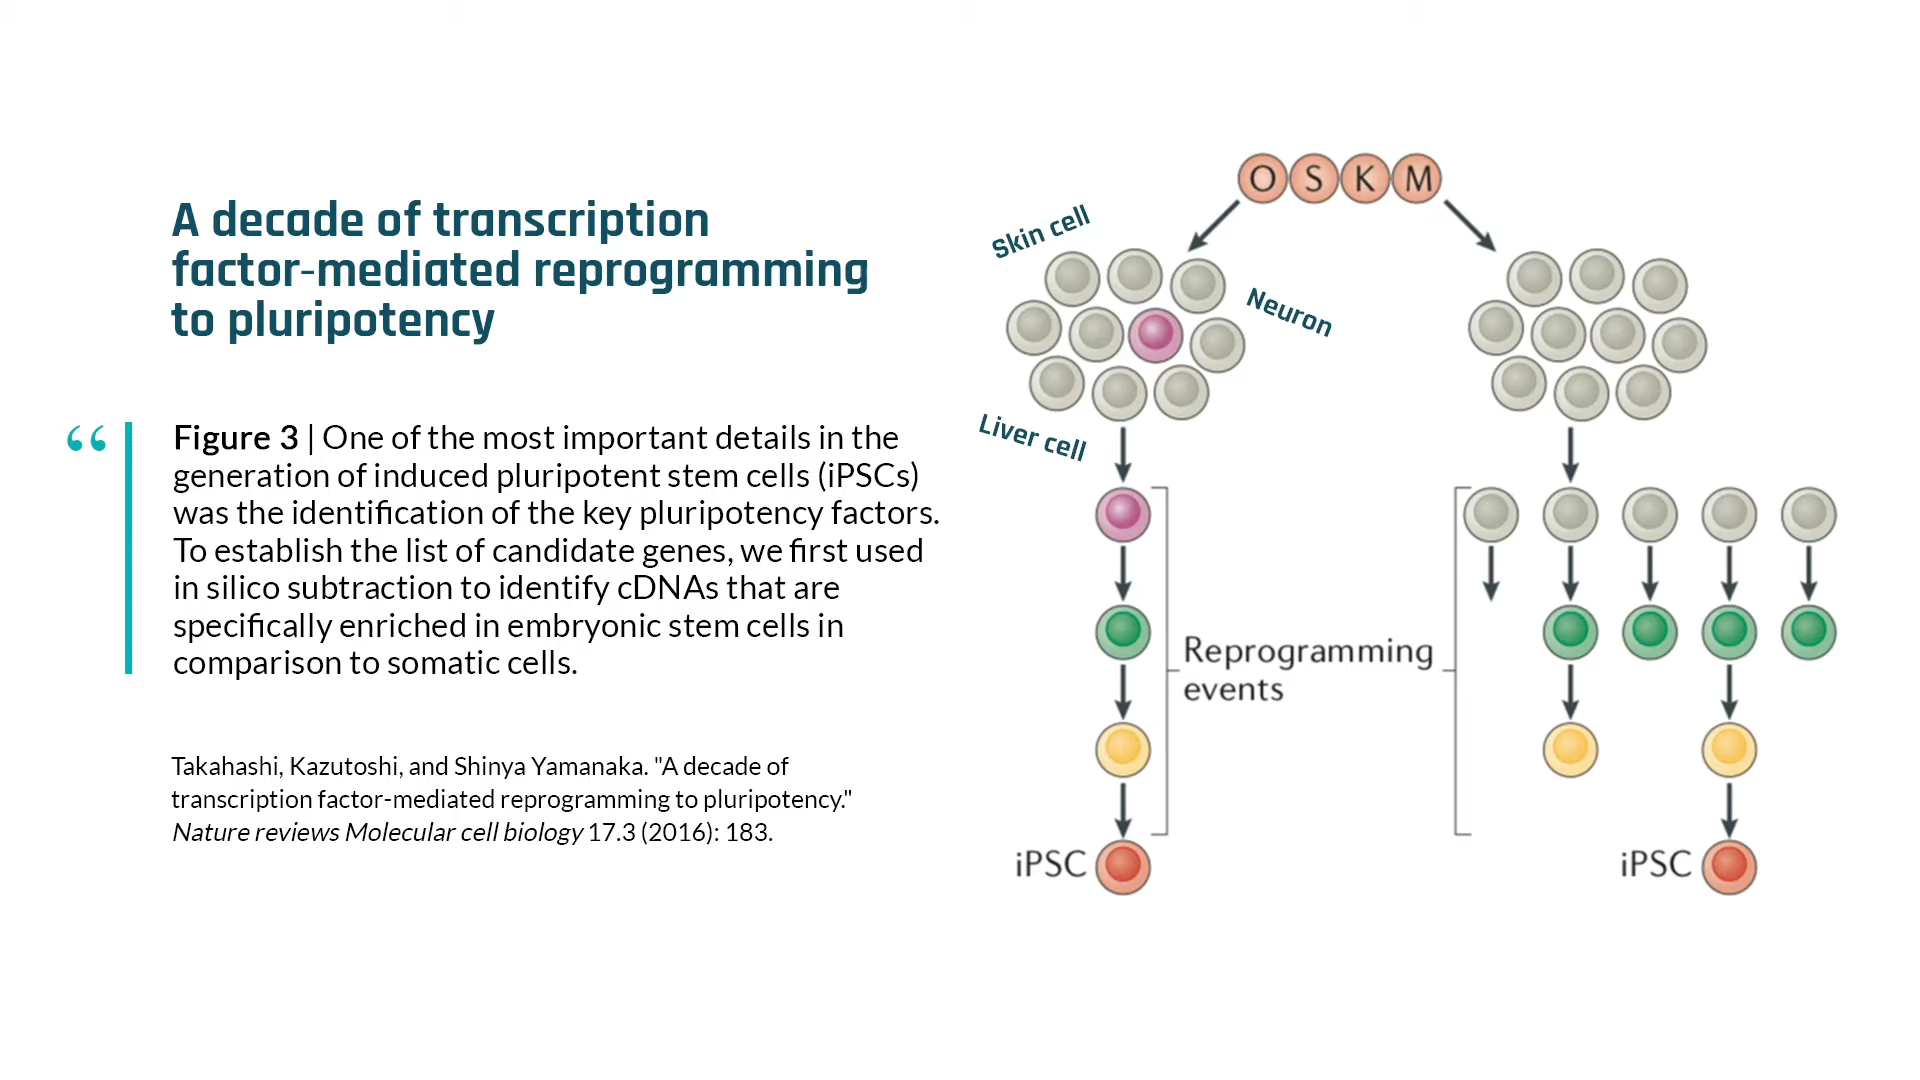 A decade of transcription
factor-mediated reprogramming
to pluripotency
“
Figure 3 | One of the most important details in the
generation of induced pluripotent stem cells (iPSCs)
was the identification of the key pluripotency factors.
To establish the list of candidate genes, we first used
in silico subtraction to identify cDNAs that are
specifically enriched in embryonic stem cells in
comparison to somatic cells.
Takahashi, Kazutoshi, and Shinya Yamanaka. "A decade of
transcription factor-mediated reprogramming to pluripotency."
Nature reviews Molecular cell biology 17.3 (2016): 183.
O S K M
Skin cell
Neuron
Liver cell
Reprogramming
events
iPSC
iPSC